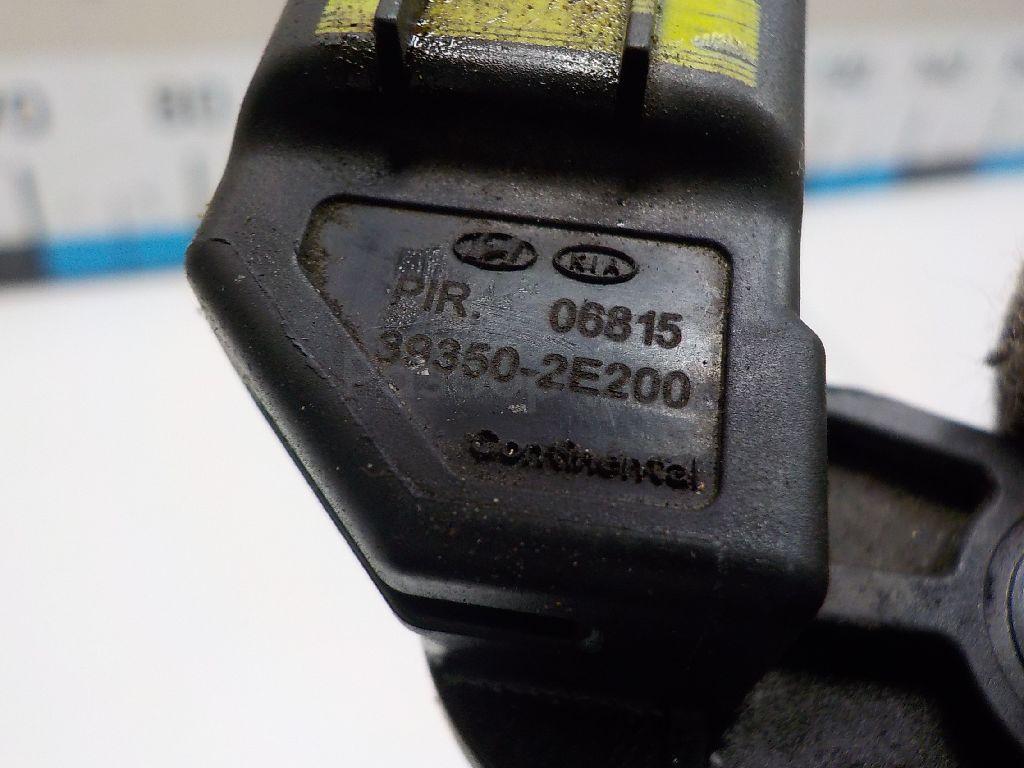 KIA
PIR. 06815
39350-2E200
Continental